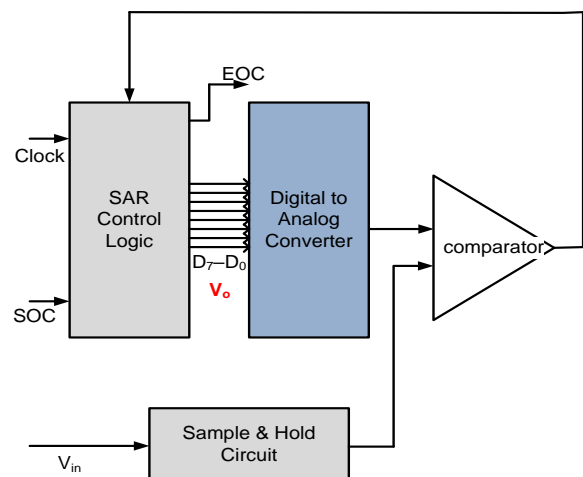 EOC
Clock
SAR
Control
Logic
Digital to
Analog
Converter
comparator
D₇–D₀
Vₒ
SOC
Sample & Hold
Circuit
Vᵢₙ